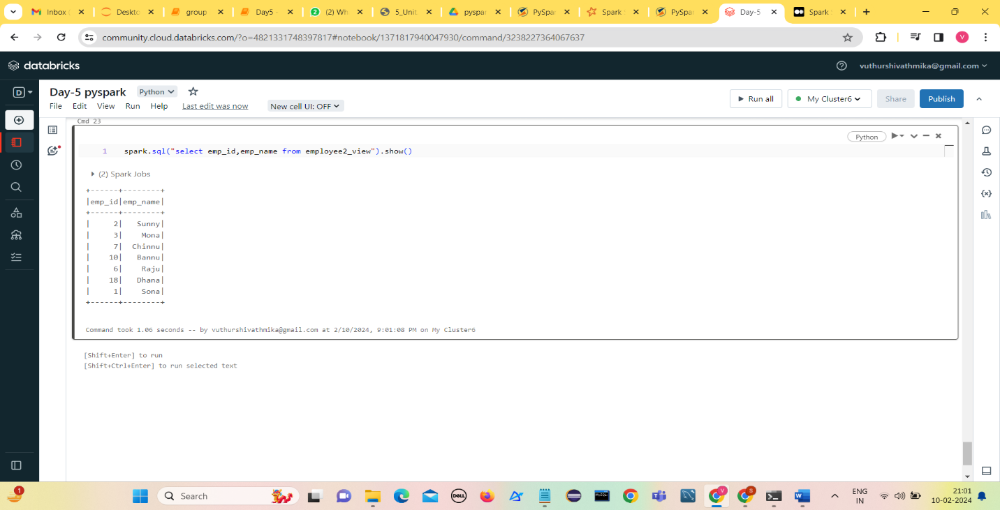 Inbox (
Deskto
group
Day5 -
(2) Wh
5_Unit
pyspar
PySpar
Spark
PySpar
Day-5
Spark
community.cloud.databricks.com/?o=4821331748397817#notebook/1371817940047930/command/3238227364067637
V
databricks
vuthurshivathmika@gmail.com
D
Day-5 pyspark
Python
File Edit View Run Help Last edit was now New cell UI: OFF
Run all
My Cluster6
Share
Publish
Cmd 23
Python
1 spark.sql("select emp_id,emp_name from employee2_view").show()
(2) Spark Jobs
+------+--------+
|emp_id|emp_name|
+------+--------+
|     2|   Sunny|
|     3|    Mona|
|     7|  Chinnu|
|    10|   Bannu|
|     6|    Raju|
|    18|   Dhana|
|     1|    Sona|
+------+--------+
Command took 1.06 seconds -- by vuthurshivathmika@gmail.com at 2/10/2024, 9:01:08 PM on My Cluster6
[Shift+Enter] to run
[Shift+Ctrl+Enter] to run selected text
1
Search
DELL
MySQL
V
S
W
ENG
IN
21:01
10-02-2024